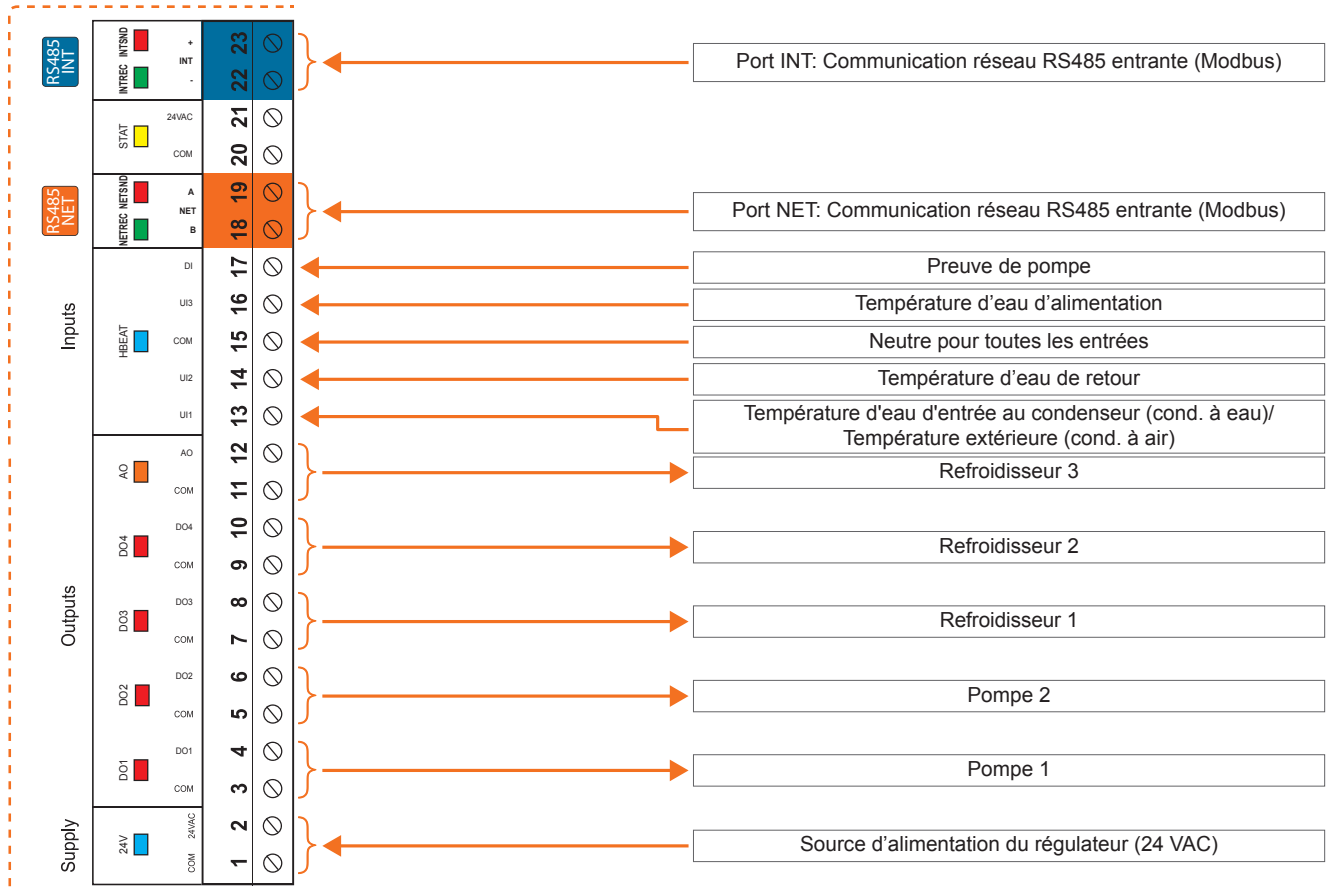 RS485
INT
INTREC INTSND
+
INT
-
23
22
Port INT: Communication réseau RS485 entrante (Modbus)
STAT
24VAC
COM
21
20
RS485
NET
NETREC NETSND
A
NET
B
19
18
Port NET: Communication réseau RS485 entrante (Modbus)
Inputs
HBEAT
DI
17
Preuve de pompe
UI3
16
Température d'eau d'alimentation
COM
15
Neutre pour toutes les entrées
UI2
14
Température d'eau de retour
UI1
13
Température d'eau d'entrée au condenseur (cond. à eau)/
Température extérieure (cond. à air)
Outputs
AO
AO
COM
12
11
Refroidisseur 3
DO4
DO4
COM
10
9
Refroidisseur 2
DO3
DO3
COM
8
7
Refroidisseur 1
DO2
DO2
COM
6
5
Pompe 2
DO1
DO1
COM
4
3
Pompe 1
Supply
24V
COM 24VAC
2
1
Source d'alimentation du régulateur (24 VAC)